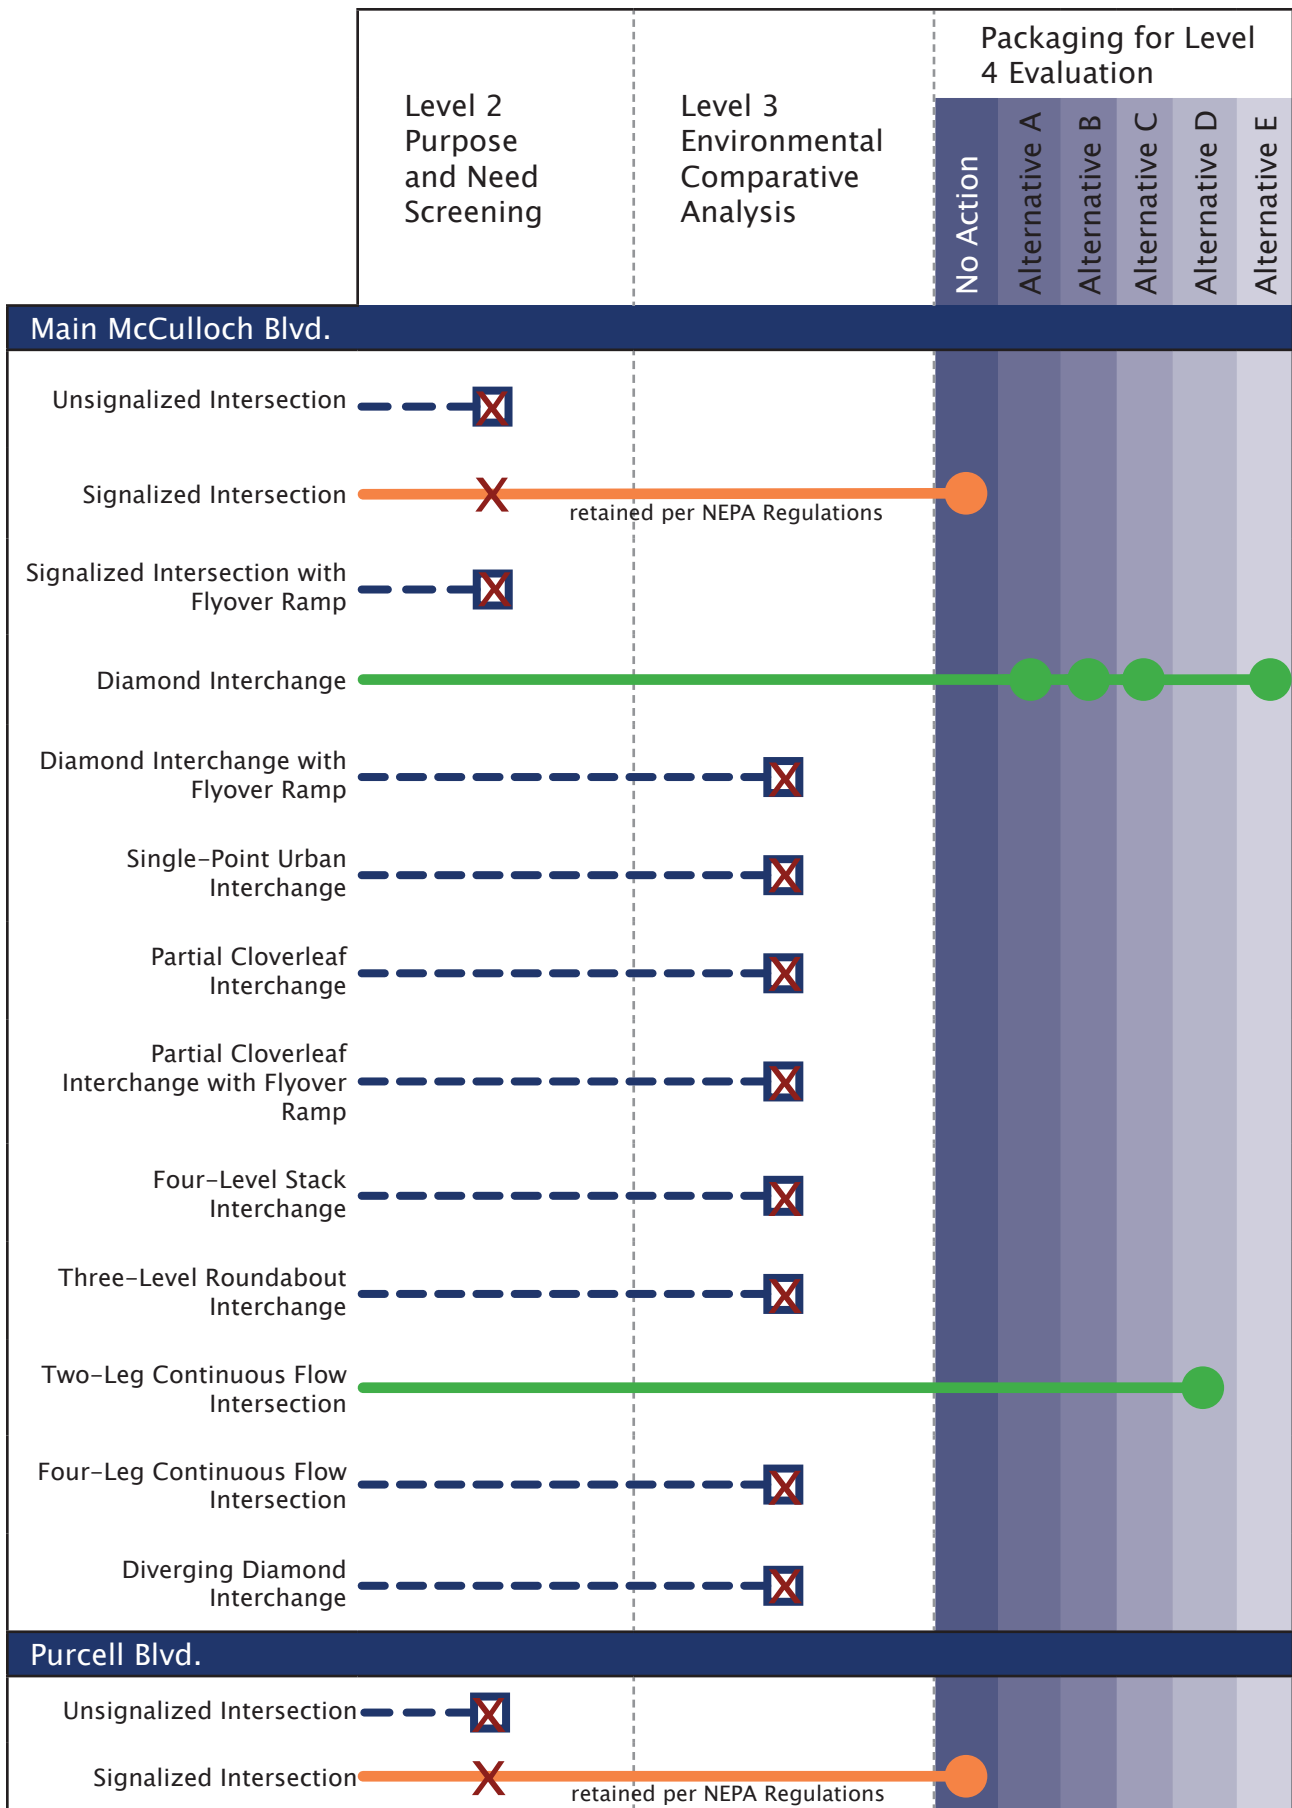 Packaging for Level
4 Evaluation
Level 2
Purpose
and Need
Screening
Level 3
Environmental
Comparative
Analysis
No Action
Alternative A
Alternative B
Alternative C
Alternative D
Alternative E
Main McCulloch Blvd.
Unsignalized Intersection
X
Signalized Intersection
X
retained per NEPA Regulations
Signalized Intersection with
Flyover Ramp
X
Diamond Interchange
Diamond Interchange with
Flyover Ramp
X
Single-Point Urban
Interchange
X
Partial Cloverleaf
Interchange
X
Partial Cloverleaf
Interchange with Flyover
Ramp
X
Four-Level Stack
Interchange
X
Three-Level Roundabout
Interchange
X
Two-Leg Continuous Flow
Intersection
Four-Leg Continuous Flow
Intersection
X
Diverging Diamond
Interchange
X
Purcell Blvd.
Unsignalized Intersection
X
Signalized Intersection
X
retained per NEPA Regulations